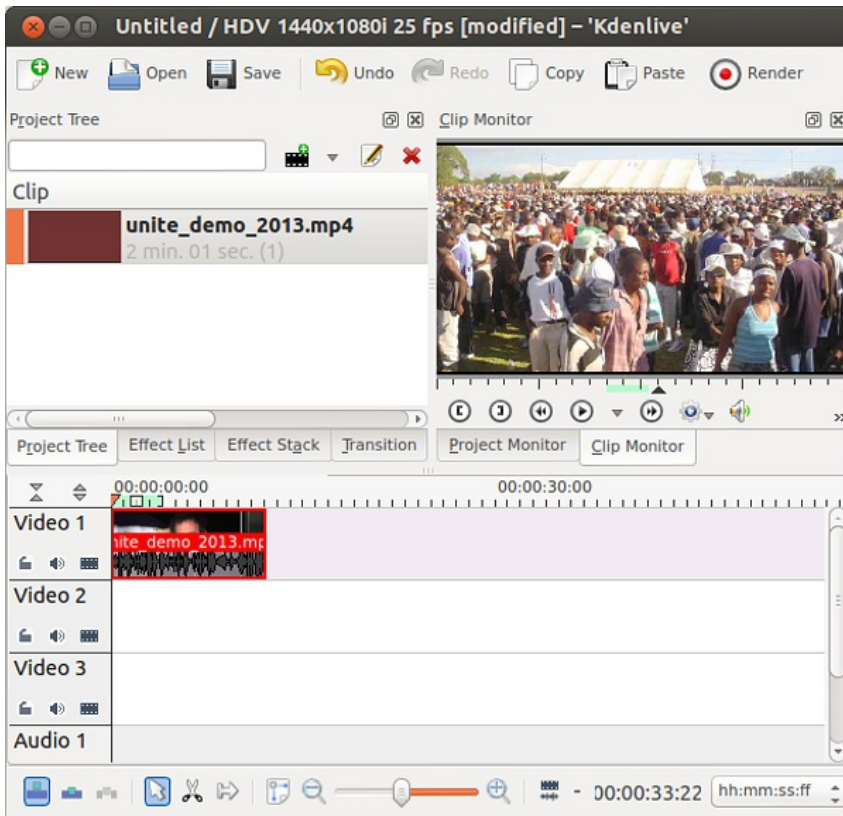 Untitled / HDV 1440x1080i 25 fps [modified] – 'Kdenlive'
New Open Save Undo Redo Copy Paste Render
Project Tree
Clip Monitor
Clip
unite_demo_2013.mp4
2 min. 01 sec. (1)
Project Tree Effect List Effect Stack Transition
Project Monitor Clip Monitor
00:00:00:00 00:00:30:00
Video 1
nite_demo_2013.mp
Video 2
Video 3
Audio 1
00:00:33:22 hh:mm:ss:ff